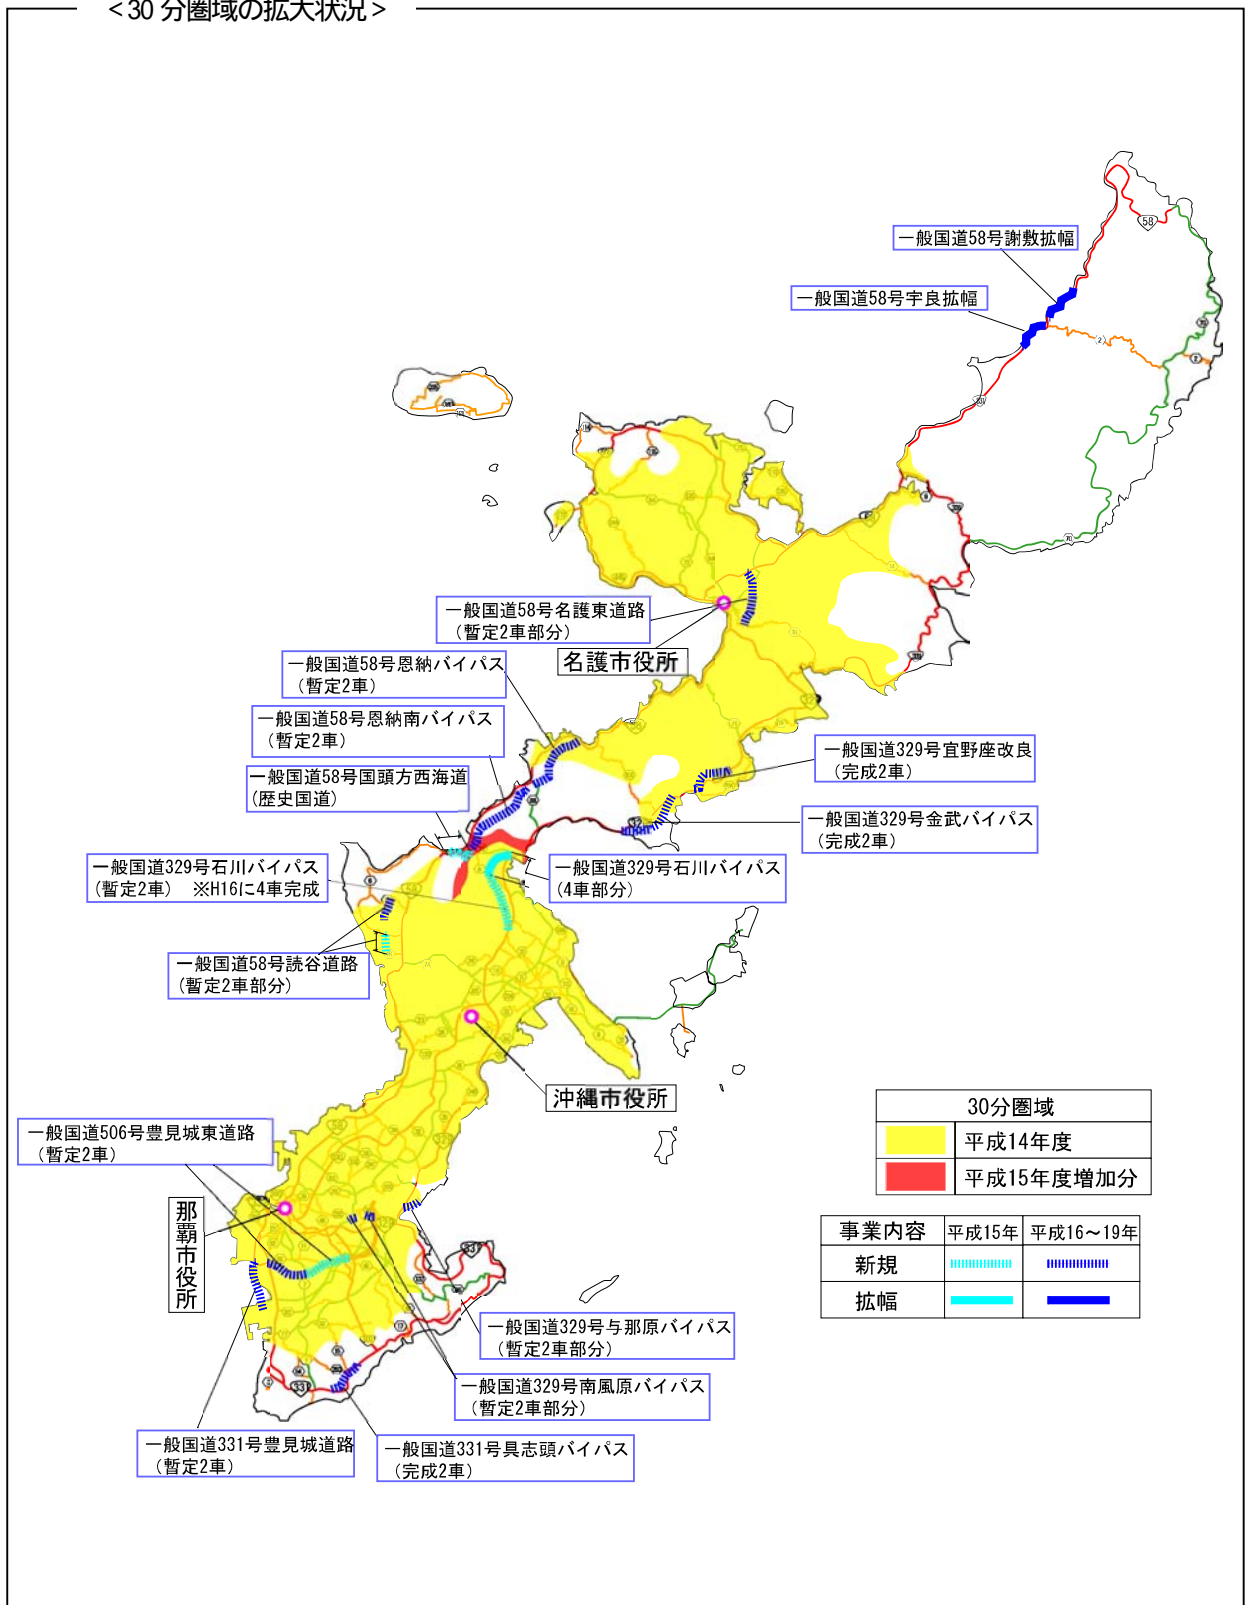 <30分圏域の拡大状況>
58
一般国道58号謝敷拡幅
一般国道58号宇良拡幅
2
2
一般国道58号名護東道路
(暫定2車部分)
名護市役所
一般国道58号恩納バイパス
(暫定2車)
一般国道58号恩納南バイパス
(暫定2車)
一般国道329号宜野座改良
(完成2車)
一般国道58号国頭方西海道
(歴史国道)
一般国道329号金武バイパス
(完成2車)
一般国道329号石川バイパス
(暫定2車) ※H16に4車完成
一般国道329号石川バイパス
(4車部分)
6
一般国道58号読谷道路
(暫定2車部分)
沖縄市役所
30分圏域
平成14年度
平成15年度増加分
一般国道506号豊見城東道路
(暫定2車)
那覇市役所
事業内容 平成15年 平成16~19年
新規
拡幅
一般国道329号与那原バイパス
(暫定2車部分)
一般国道329号南風原バイパス
(暫定2車部分)
一般国道331号豊見城道路
(暫定2車)
一般国道331号具志頭バイパス
(完成2車)